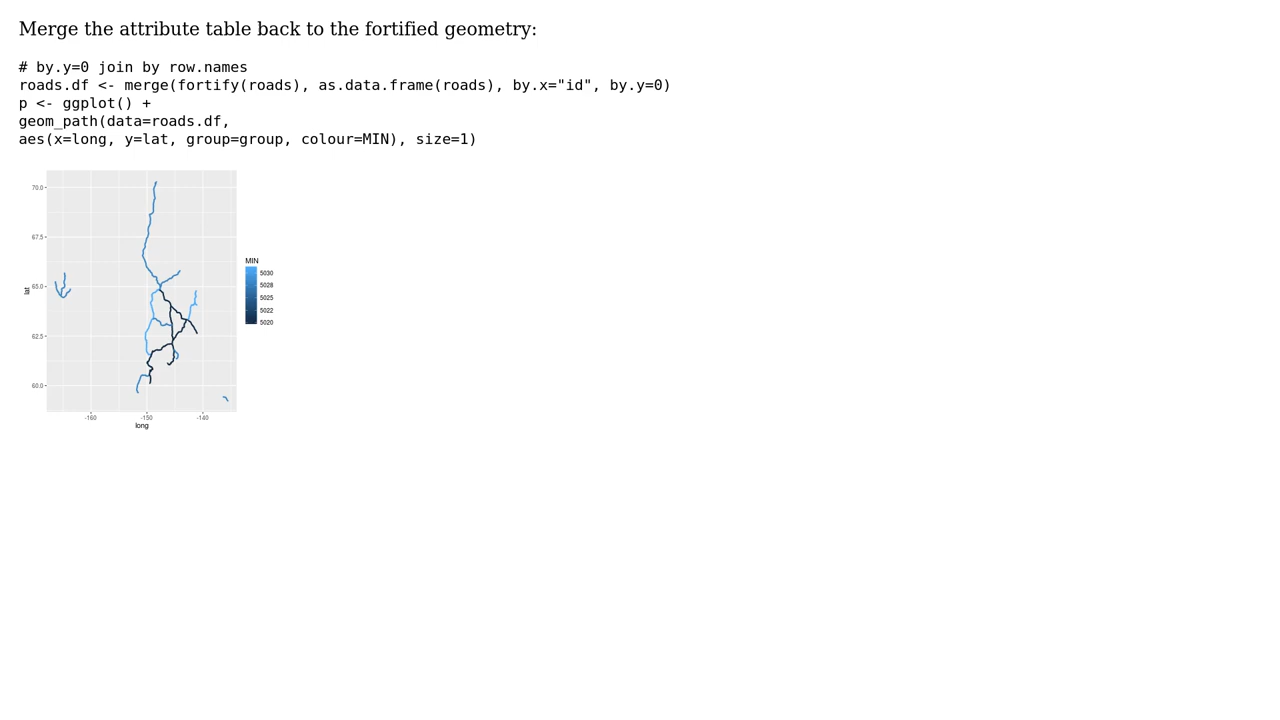 Merge the attribute table back to the fortified geometry:
# by.y=0 join by row.names
roads.df <- merge(fortify(roads), as.data.frame(roads), by.x="id", by.y=0)
p <- ggplot() +
geom_path(data=roads.df,
aes(x=long, y=lat, group=group, colour=MIN), size=1)
70.0
67.5
65.0
62.5
60.0
lat
-160
-150
-140
long
MIN
5030
5028
5025
5022
5020